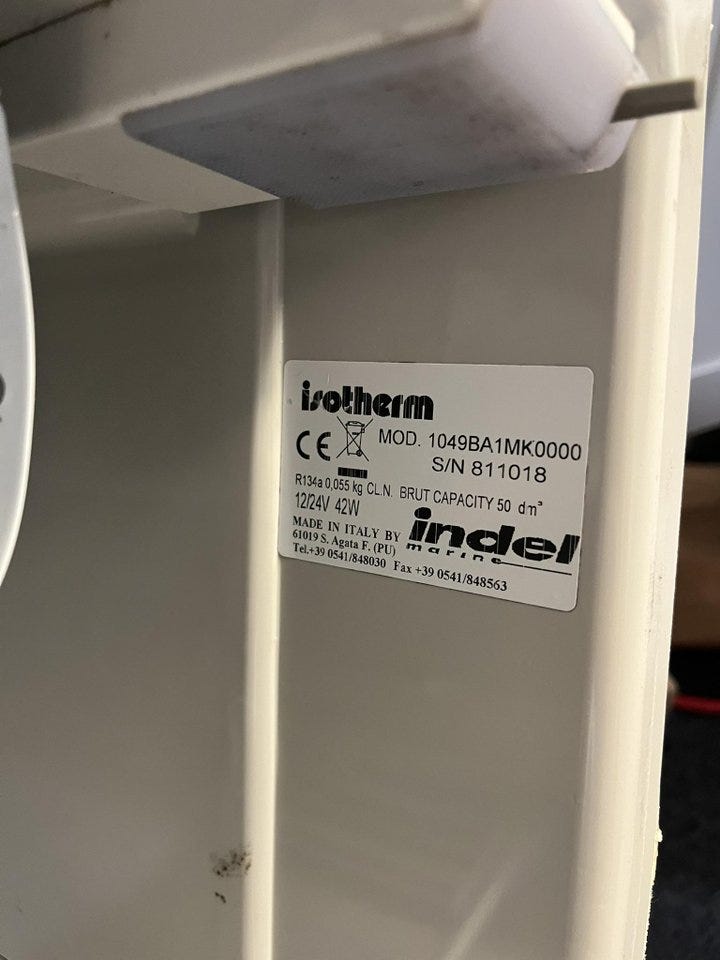 isotherm
CE MOD. 1049BA1MK0000
S/N 811018
R134a 0,055 kg CL.N. BRUT CAPACITY 50 dm³
12/24V 42W
MADE IN ITALY BY indel
61019 S. Agata F. (PU) marine
Tel.+39 0541/848030 Fax +39 0541/848563